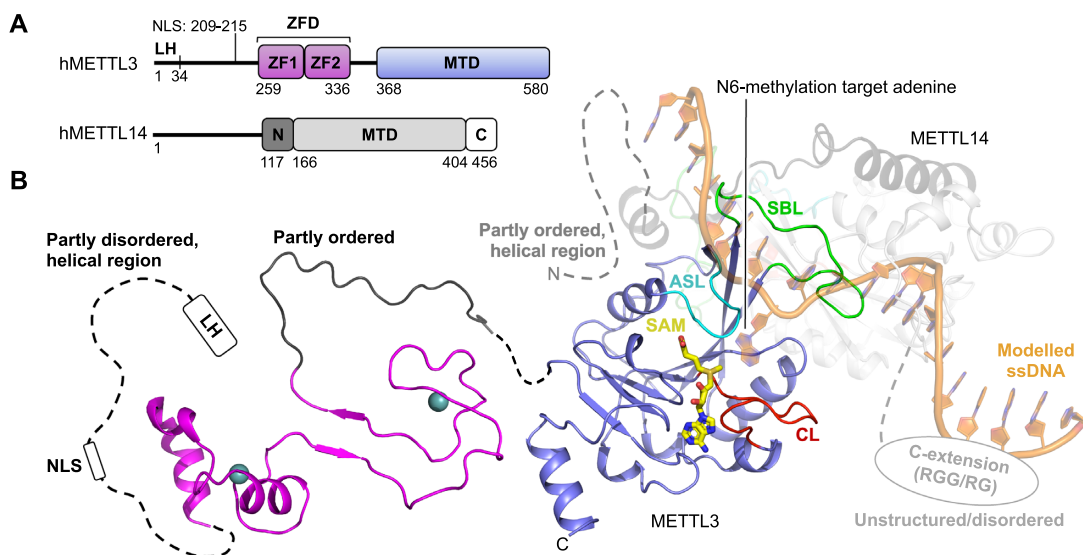 A
NLS: 209-215
ZFD
LH
hMETTL3
ZF1
ZF2
MTD
1
34
259
336
368
580
hMETTL14
N
MTD
C
1
117
166
404
456
N6-methylation target adenine
METTL14
B
SBL
Partly disordered,
helical region
Partly ordered
Partly ordered,
helical region
N
ASL
LH
SAM
Modelled
ssDNA
CL
NLS
C-extension
(RGG/RG)
METTL3
Unstructured/disordered
C